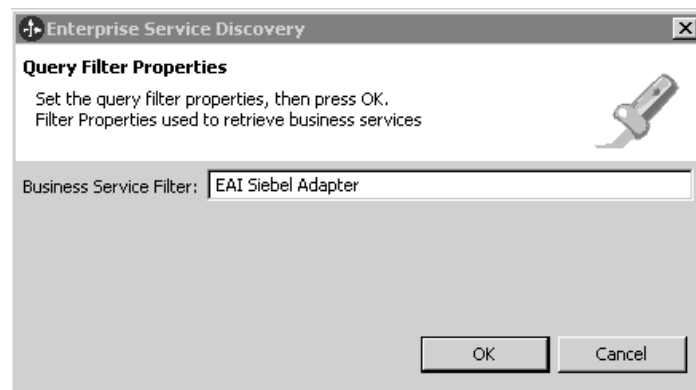 Enterprise Service Discovery
Query Filter Properties
Set the query filter properties, then press OK.
Filter Properties used to retrieve business services
Business Service Filter: EAI Siebel Adapter
OK Cancel